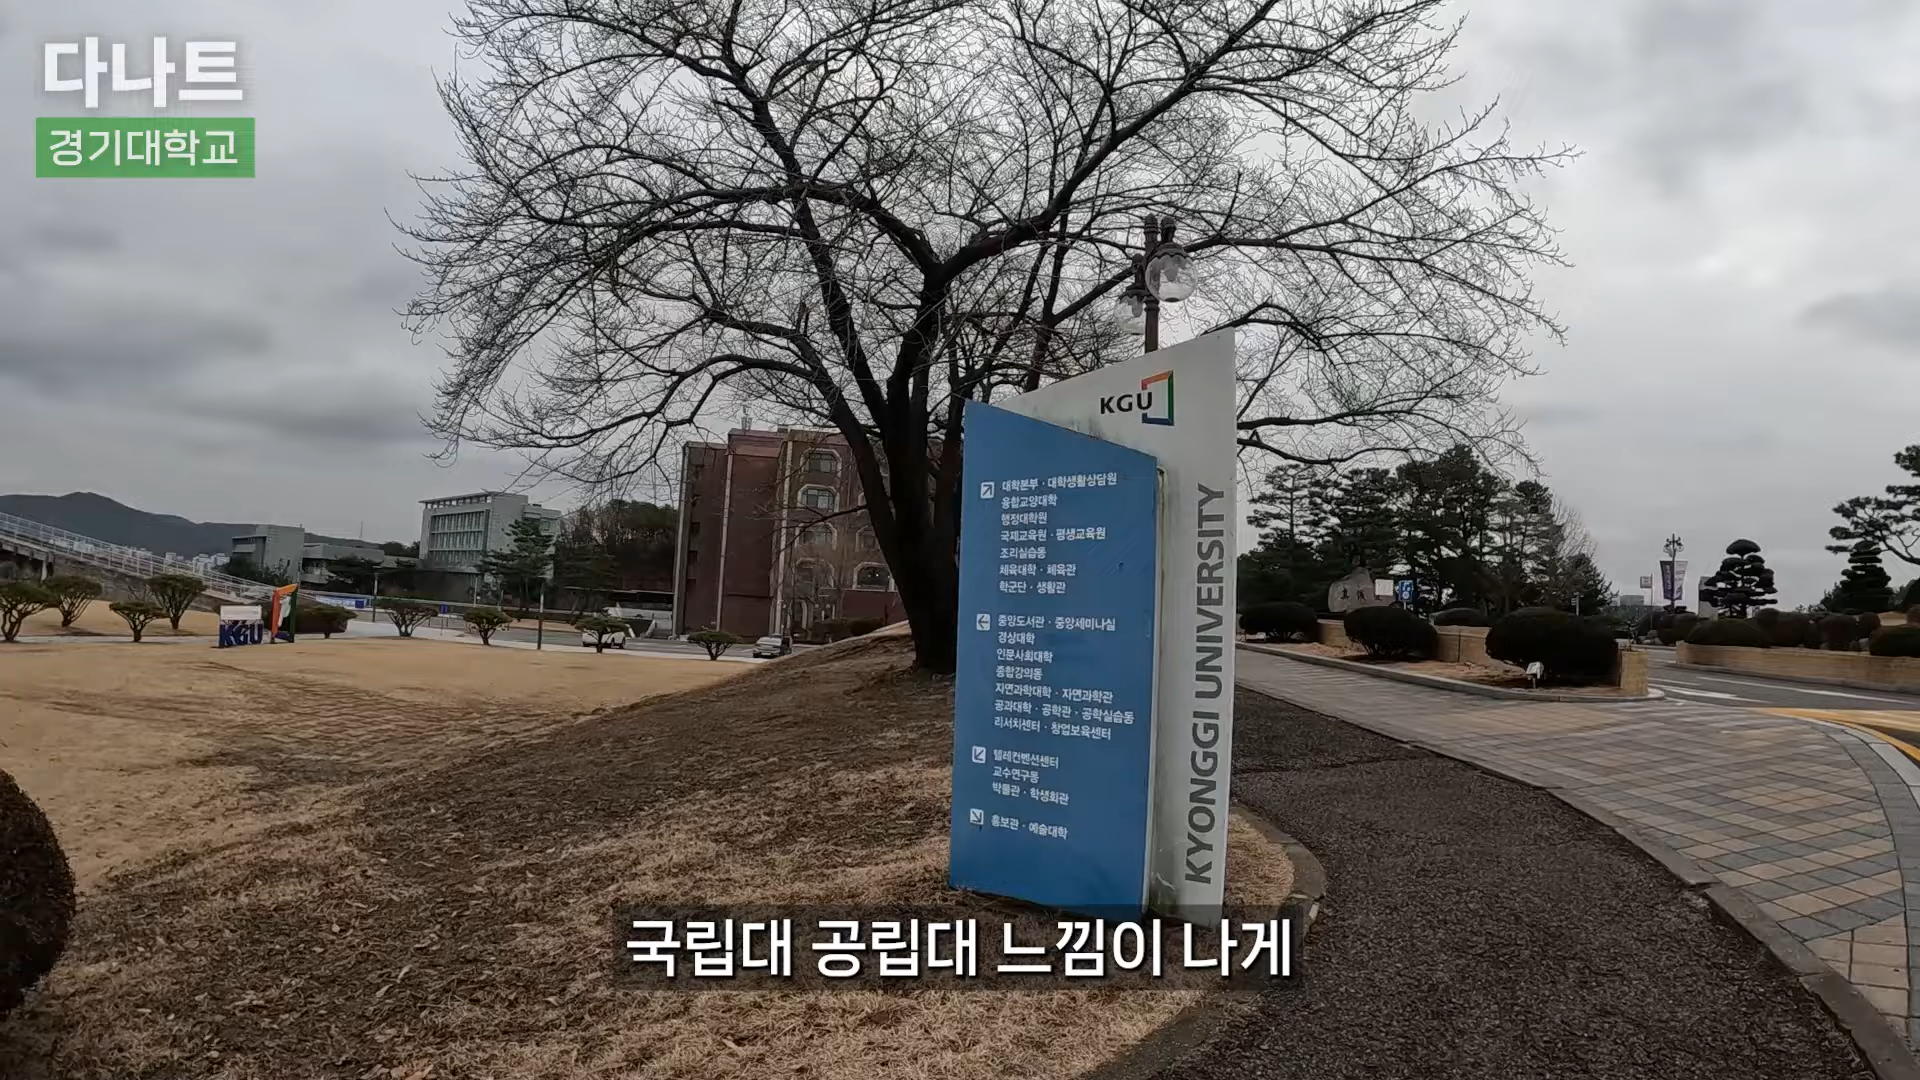 다나트
경기대학교
KGU
대학본부 · 대학생활상담원
융합교양대학
행정대학원
국제교육원 · 평생교육원
조리실습동
체육대학 · 체육관
학군단 · 생활관
중앙도서관 · 중앙세미나실
경상대학
인문사회대학
종합강의동
자연과학대학 · 자연과학관
공과대학 · 공학관 · 공학실습동
리서치센터 · 창업보육센터
텔레컨벤션센터
교수연구동
박물관 · 학생회관
홍보관 · 예술대학
KYONGGI UNIVERSITY
KGU
국립대 공립대 느낌이 나게